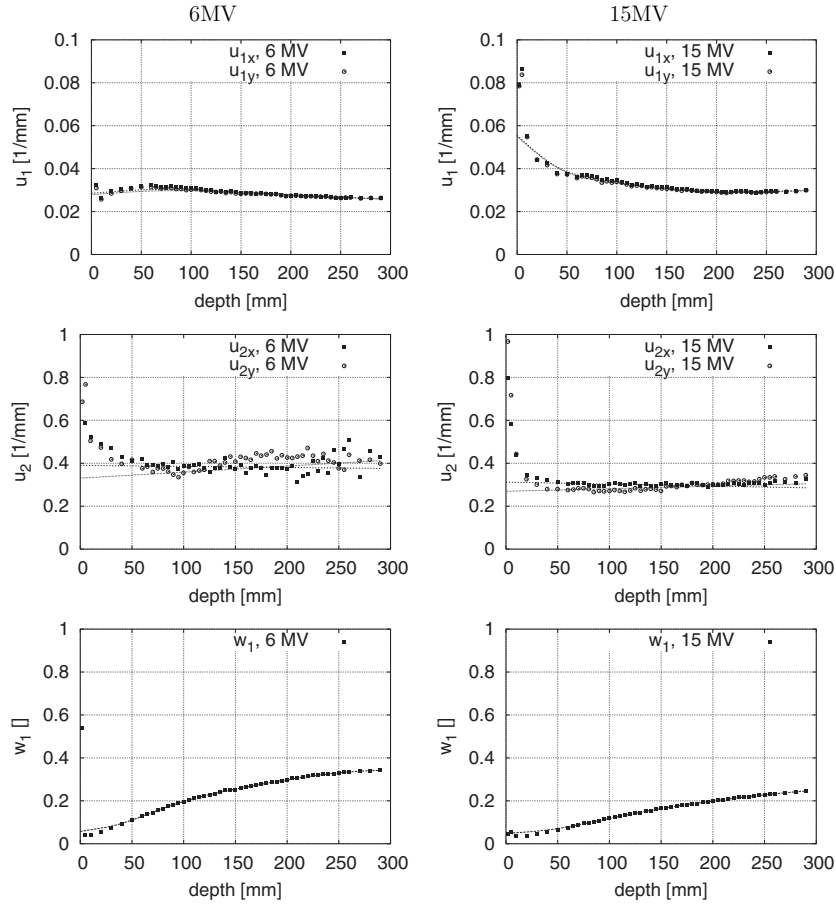 6MV
15MV
0.1
0.08
0.06
0.04
0.02
0
u1 [1/mm]
u1x, 6 MV
u1y, 6 MV
0 50 100 150 200 250 300
depth [mm]
0.1
0.08
0.06
0.04
0.02
0
u1 [1/mm]
u1x, 15 MV
u1y, 15 MV
0 50 100 150 200 250 300
depth [mm]
1
0.8
0.6
0.4
0.2
0
u2 [1/mm]
u2x, 6 MV
u2y, 6 MV
0 50 100 150 200 250 300
depth [mm]
1
0.8
0.6
0.4
0.2
0
u2 [1/mm]
u2x, 15 MV
u2y, 15 MV
0 50 100 150 200 250 300
depth [mm]
1
0.8
0.6
0.4
0.2
0
w1 []
w1, 6 MV
0 50 100 150 200 250 300
depth [mm]
1
0.8
0.6
0.4
0.2
0
w1 []
w1, 15 MV
0 50 100 150 200 250 300
depth [mm]